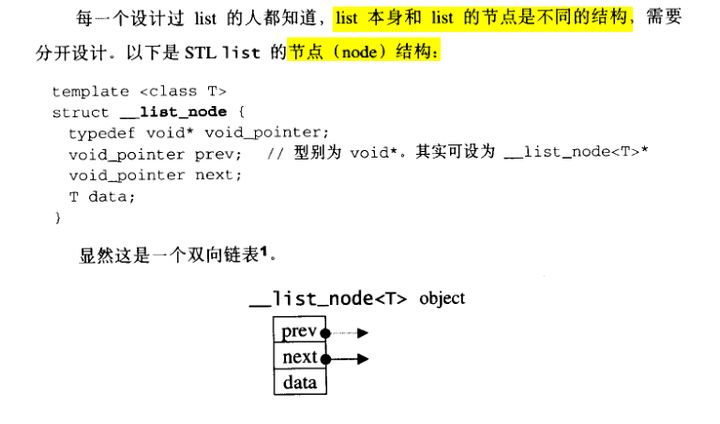 每一个设计过 list 的人都知道，list 本身和 list 的节点是不同的结构，需要
分开设计。以下是 STL list 的节点（node）结构：
template <class T>
struct __list_node {
typedef void* void_pointer;
void_pointer prev; // 型别为 void*。其实可设为 __list_node<T>*
void_pointer next;
T data;
}
显然这是一个双向链表1。
__list_node<T> object
prev
next
data